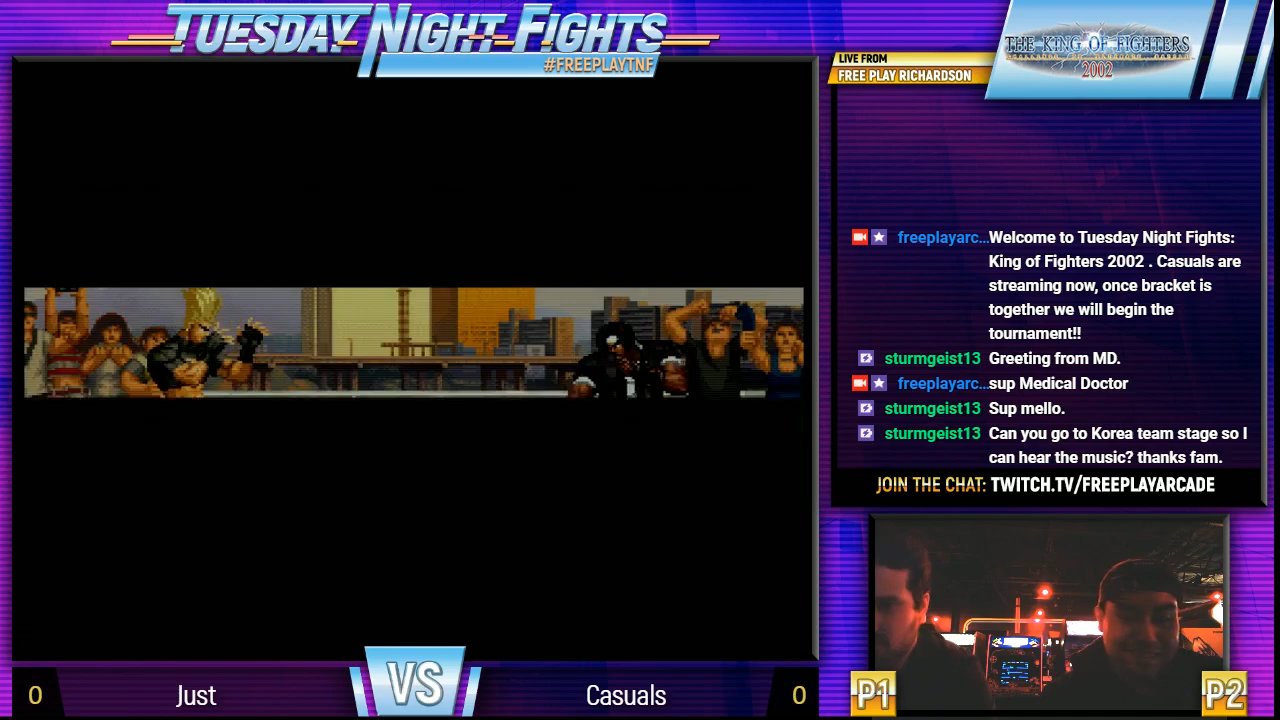 TUESDAY NIGHT FIGHTS
#FREEPLAYTNF
LIVE FROM
FREE PLAY RICHARDSON
THE KING OF FIGHTERS
2002
freeplayarc... Welcome to Tuesday Night Fights:
King of Fighters 2002 . Casuals are
streaming now, once bracket is
together we will begin the
tournament!!
sturmgeist13 Greeting from MD.
freeplayarc... sup Medical Doctor
sturmgeist13 Sup mello.
sturmgeist13 Can you go to Korea team stage so I
can hear the music? thanks fam.
JOIN THE CHAT: TWITCH.TV/FREEPLAYARCADE
0 Just VS Casuals 0
P1 P2